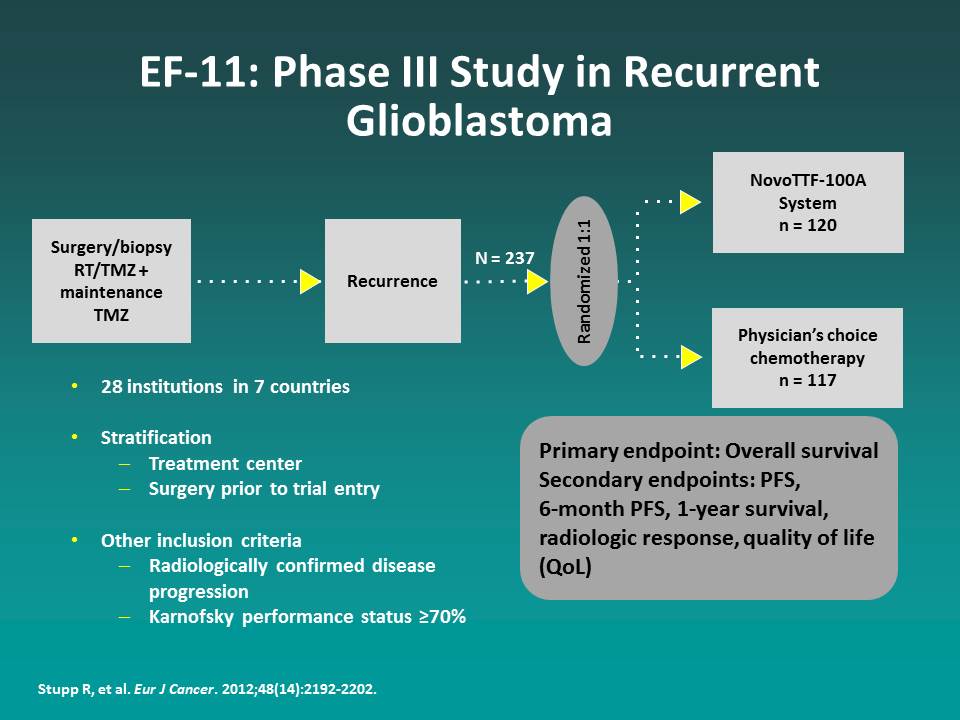 EF-11: Phase III Study in Recurrent
Glioblastoma
Surgery/biopsy
RT/TMZ +
maintenance
TMZ
Recurrence
N = 237
Randomized 1:1
NovoTTF-100A
System
n = 120
Physician’s choice
chemotherapy
n = 117
• 28 institutions in 7 countries
• Stratification
– Treatment center
– Surgery prior to trial entry
• Other inclusion criteria
– Radiologically confirmed disease
progression
– Karnofsky performance status ≥70%
Primary endpoint: Overall survival
Secondary endpoints: PFS,
6-month PFS, 1-year survival,
radiologic response, quality of life
(QoL)
Stupp R, et al. Eur J Cancer. 2012;48(14):2192-2202.